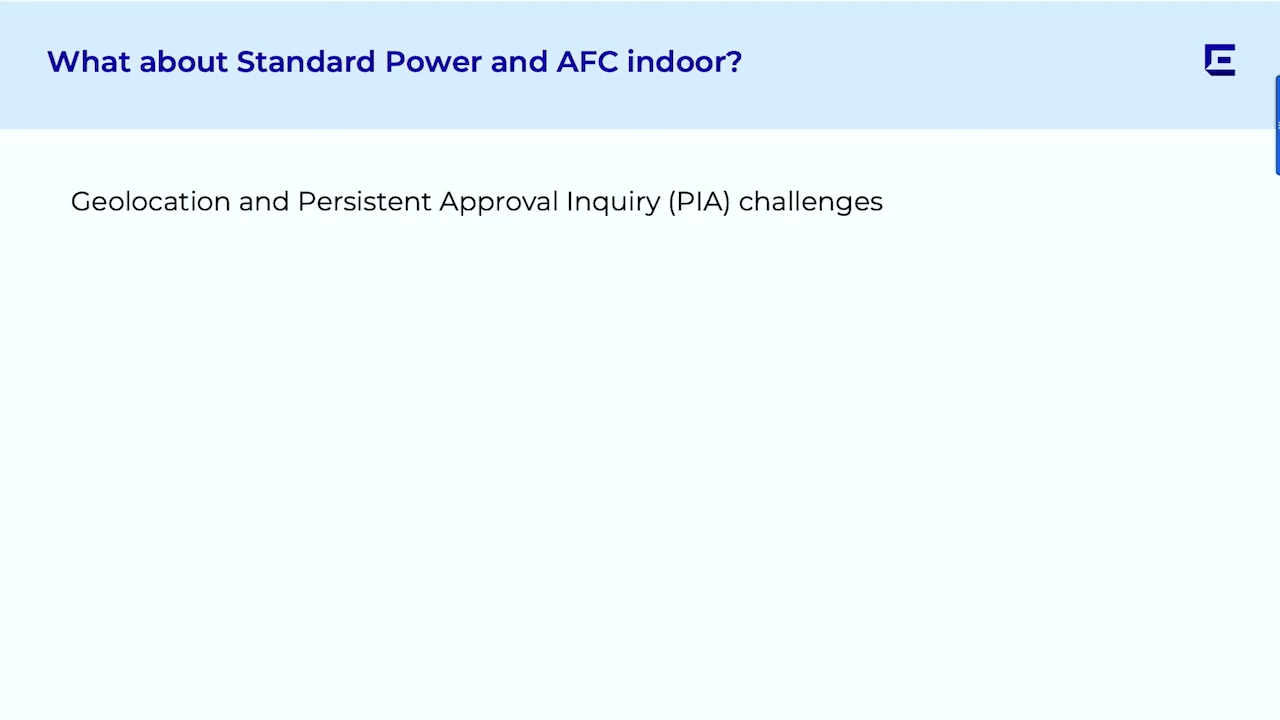 What about Standard Power and AFC indoor?
Geolocation and Persistent Approval Inquiry (PIA) challenges